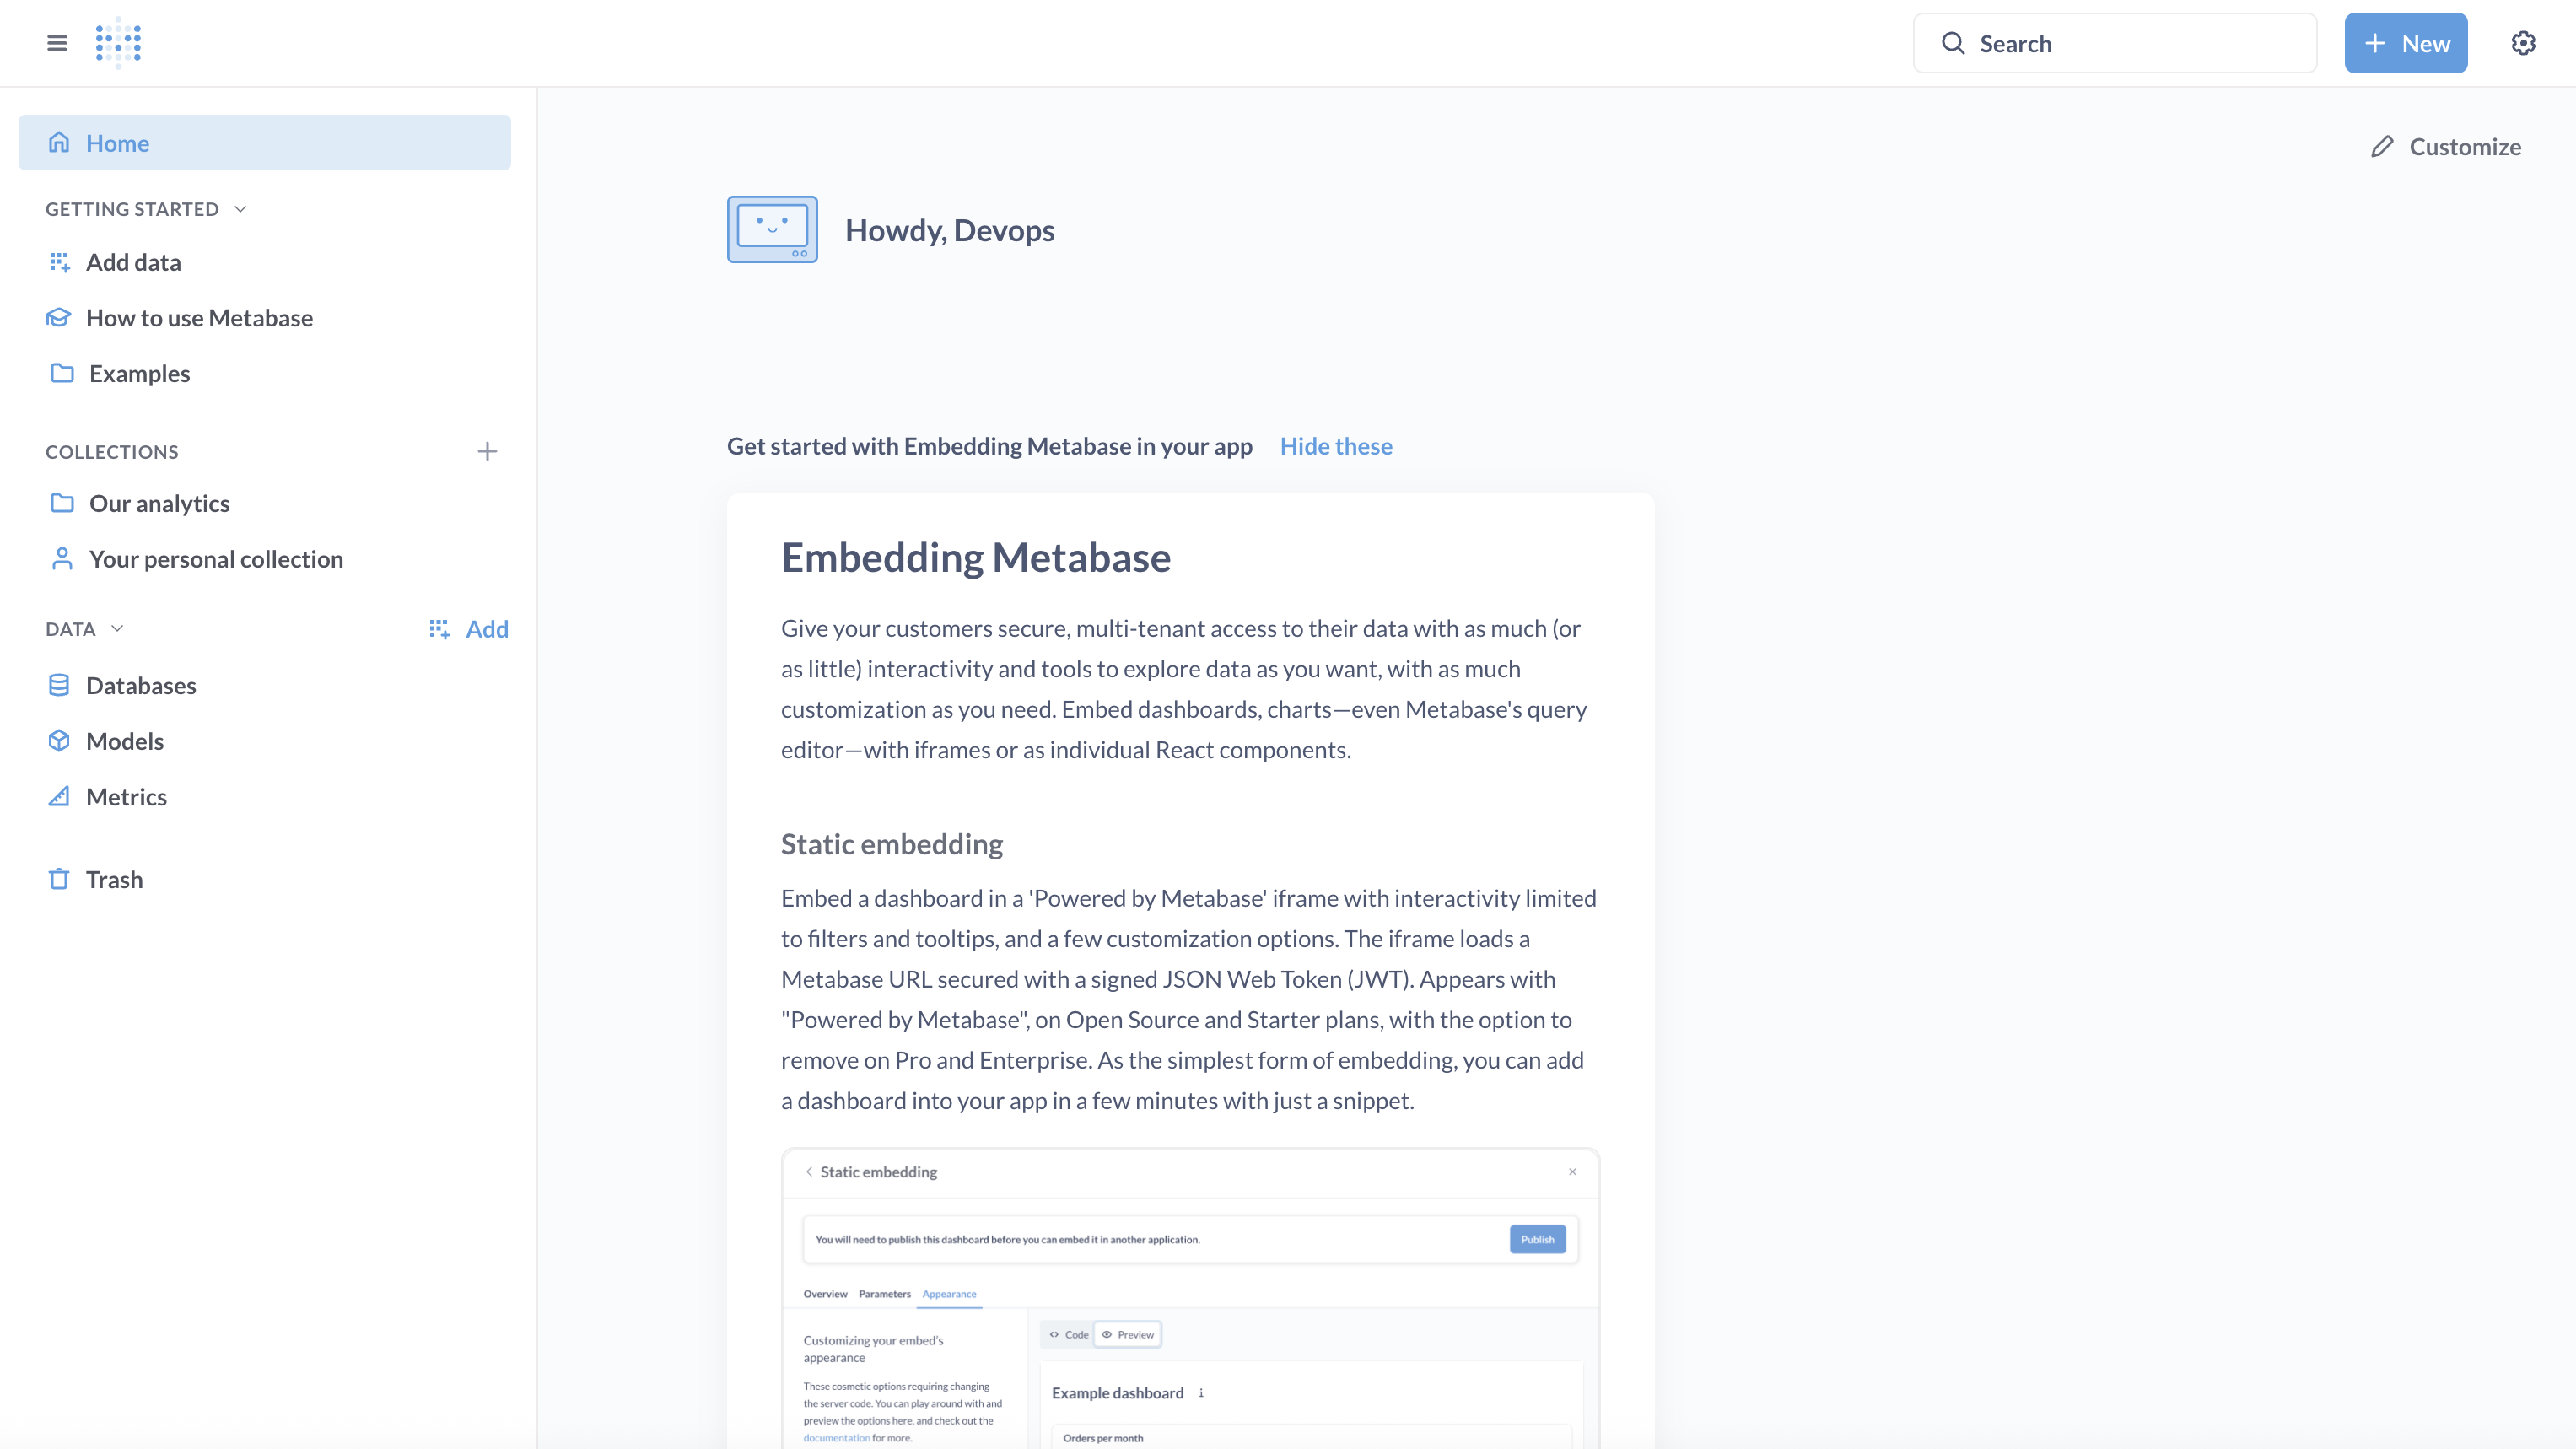 Search
New
Home
Customize
GETTING STARTED
Howdy, Devops
Add data
How to use Metabase
Examples
COLLECTIONS
Get started with Embedding Metabase in your app Hide these
Our analytics
Your personal collection
DATA
Add
Databases
Models
Metrics
Trash
Embedding Metabase
Give your customers secure, multi-tenant access to their data with as much (or
as little) interactivity and tools to explore data as you want, with as much
customization as you need. Embed dashboards, charts—even Metabase's query
editor—with iframes or as individual React components.
Static embedding
Embed a dashboard in a 'Powered by Metabase' iframe with interactivity limited
to filters and tooltips, and a few customization options. The iframe loads a
Metabase URL secured with a signed JSON Web Token (JWT). Appears with
"Powered by Metabase", on Open Source and Starter plans, with the option to
remove on Pro and Enterprise. As the simplest form of embedding, you can add
a dashboard into your app in a few minutes with just a snippet.
Static embedding
You will need to publish this dashboard before you can embed it in another application.
Publish
Overview Parameters Appearance
Customizing your embed's
appearance
These cosmetic options requiring changing
the server code. You can play around with and
preview the options here, and check out the
documentation for more.
Code Preview
Example dashboard
Orders per month